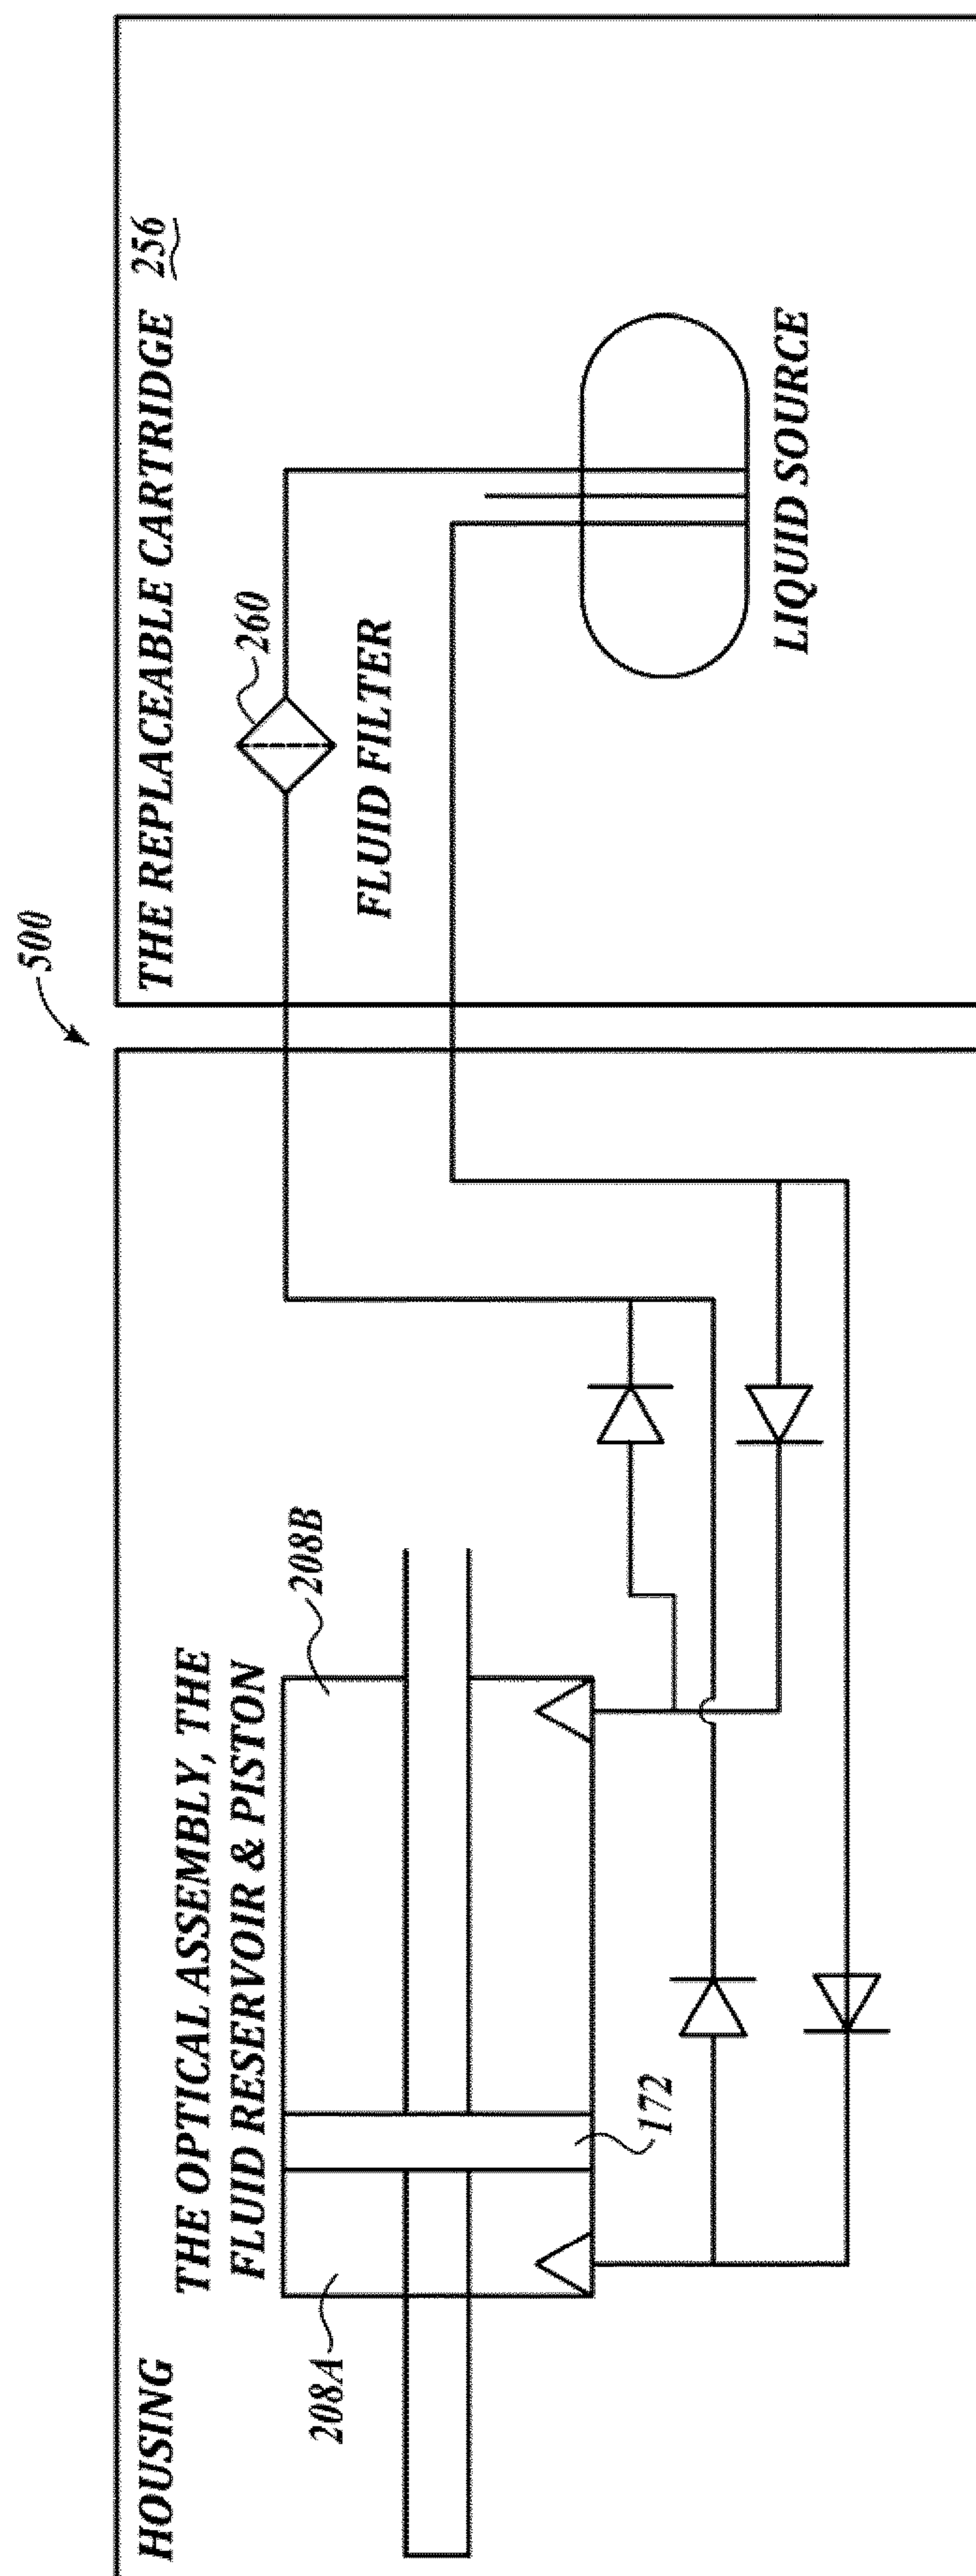 500
HOUSING
THE OPTICAL ASSEMBLY, THE
FLUID RESERVOIR & PISTON
208A
208B
172
THE REPLACEABLE CARTRIDGE 256
260
FLUID FILTER
LIQUID SOURCE